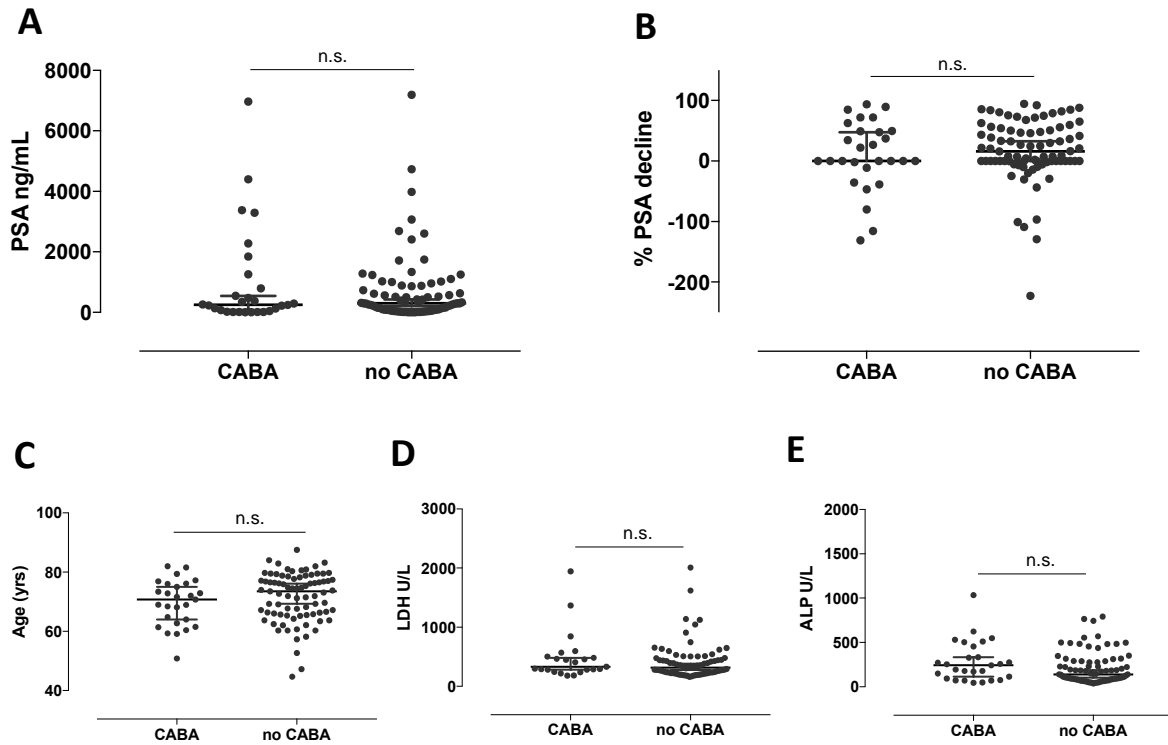 A
n.s.
8000
6000
4000
2000
0
PSA ng/mL
CABA no CABA
B
n.s.
100
0
-100
-200
% PSA decline
CABA no CABA
C
n.s.
100
80
60
40
Age (yrs)
CABA no CABA
D
n.s.
3000
2000
1000
0
LDH U/L
CABA no CABA
E
n.s.
2000
1500
1000
500
0
ALP U/L
CABA no CABA